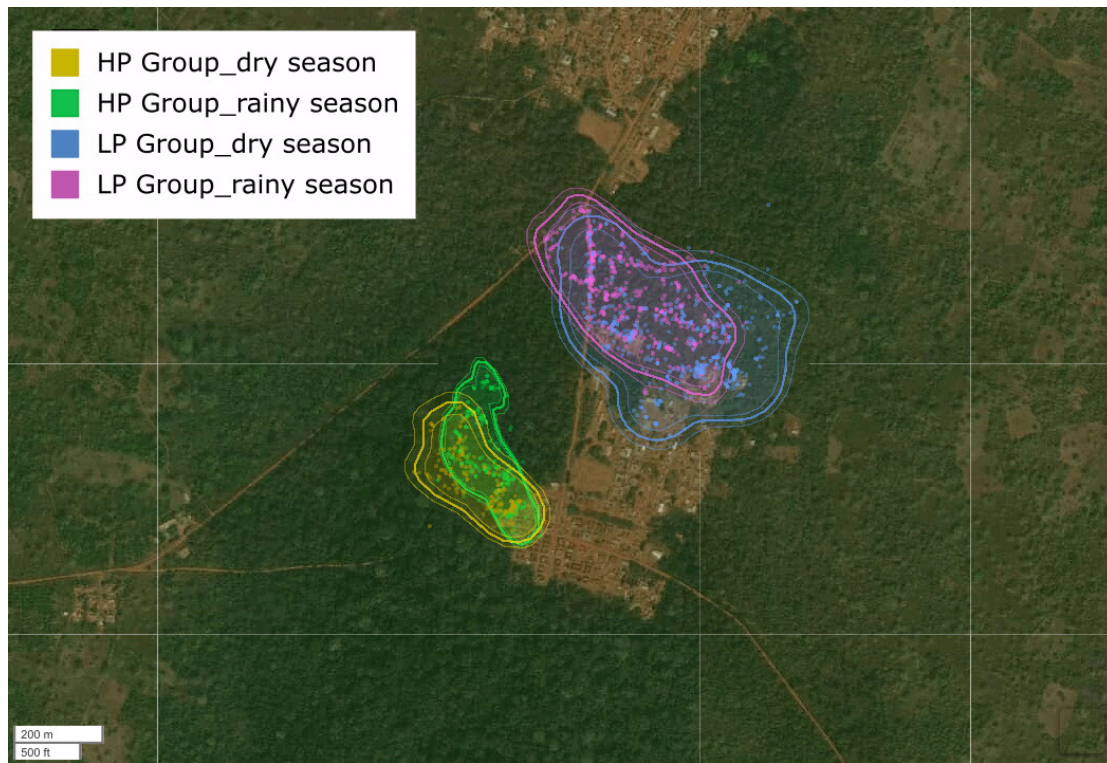 HP Group_dry season
HP Group_rainy season
LP Group_dry season
LP Group_rainy season
200 m
500 ft